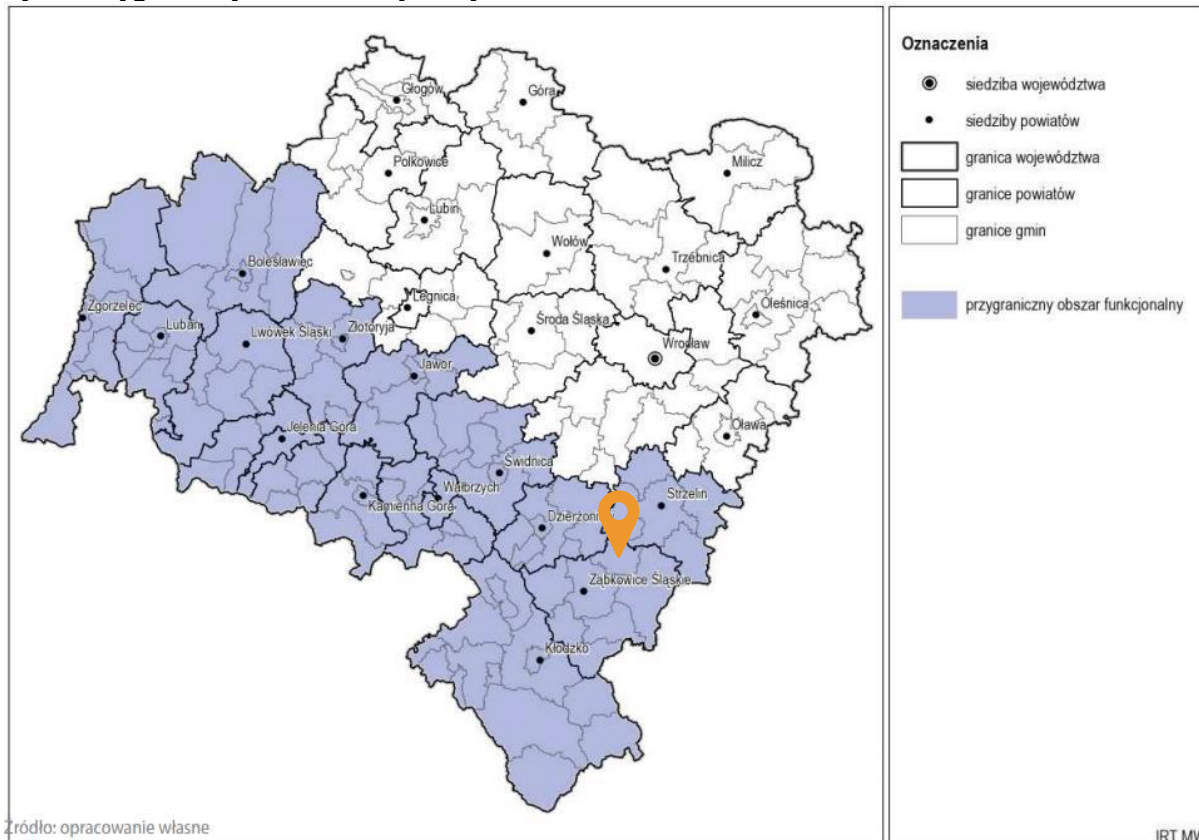 Głogów
Góra
Polkowice
Milicz
Lubin
Wołów
Trzebnica
Bolesławiec
Legnica
Oleśnica
Zgorzelec
Lubań
Lwówek Śląski
Złotoryja
Środa Śląska
Wrocław
Jawor
Jelenia Góra
Oława
Świdnica
Kamienna Góra
Wałbrzych
Strzelin
Ząbkowice Śląskie
Kłodzko
Źródło: opracowanie własne
Oznaczenia
siedziba województwa
siedziby powiatów
granica województwa
granice powiatów
granice gmin
przygraniczny obszar funkcjonalny